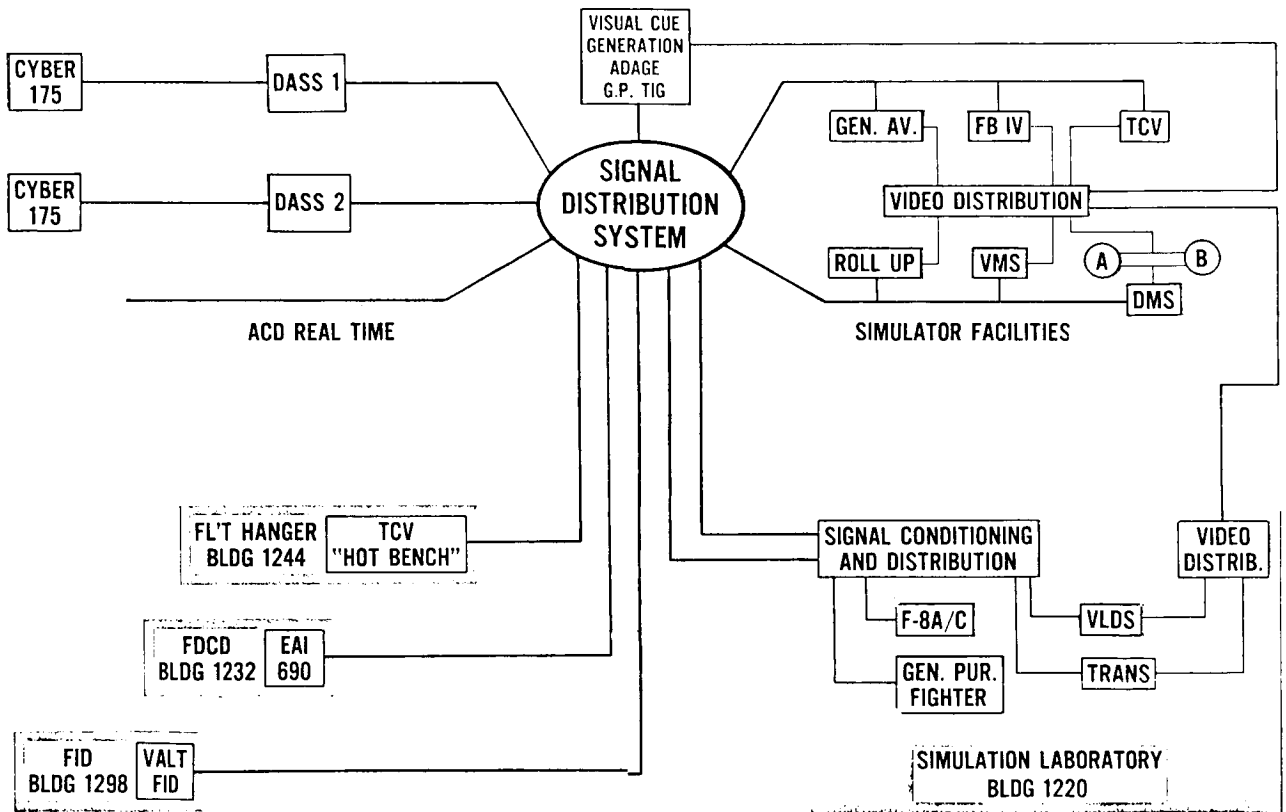 VISUAL CUE
GENERATION
ADAGE
G.P. TIG
CYBER
175
DASS 1
GEN. AV.
FB IV
TCV
CYBER
175
DASS 2
SIGNAL
DISTRIBUTION
SYSTEM
VIDEO DISTRIBUTION
ROLL UP
VMS
A
B
DMS
ACD REAL TIME
SIMULATOR FACILITIES
FL'T HANGER
BLDG 1244
TCV
"HOT BENCH"
SIGNAL CONDITIONING
AND DISTRIBUTION
VIDEO
DISTRIB.
F-8A/C
VLDS
FDCD
BLDG 1232
EAI
690
GEN. PUR.
FIGHTER
TRANS
FID
BLDG 1298
VALT
FID
SIMULATION LABORATORY
BLDG 1220